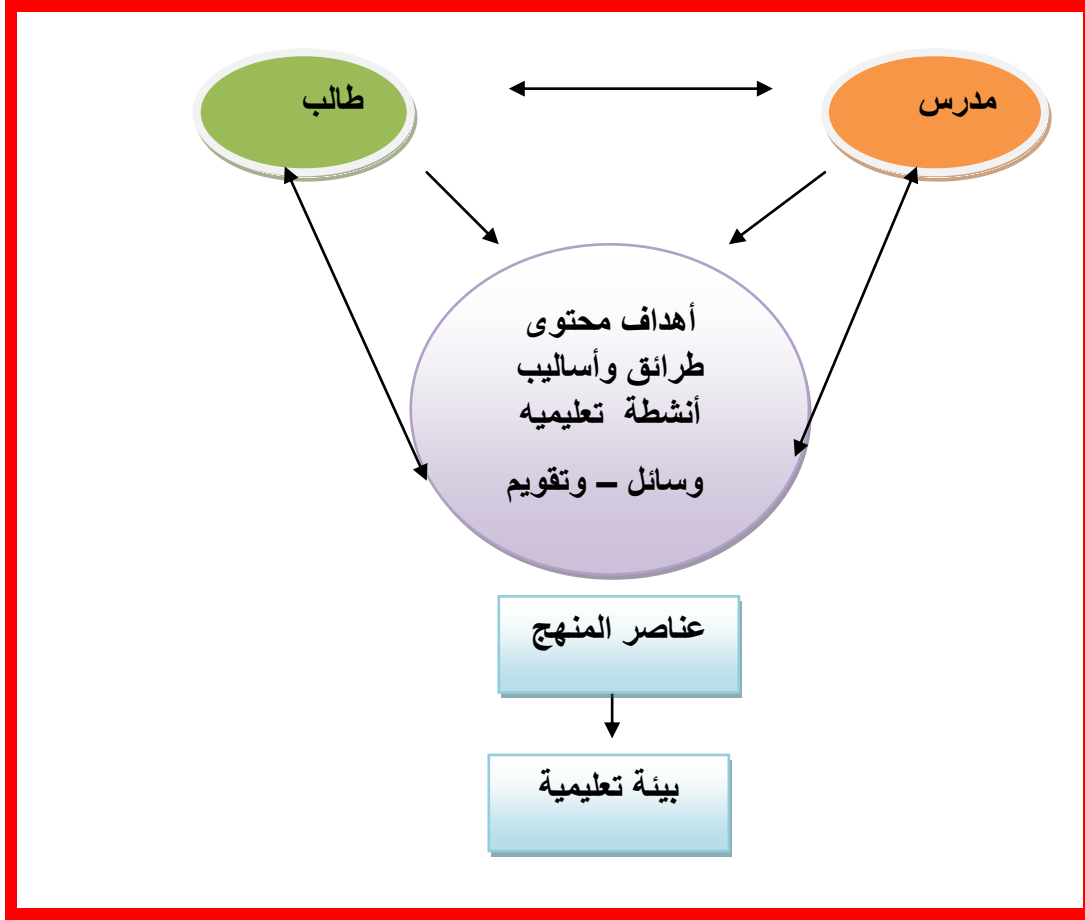 مدرس
طالب
أهداف محتوى
طرائق وأساليب
أنشطة تعليميه
وسائل – وتقويم
عناصر المنهج
بيئة تعليمية